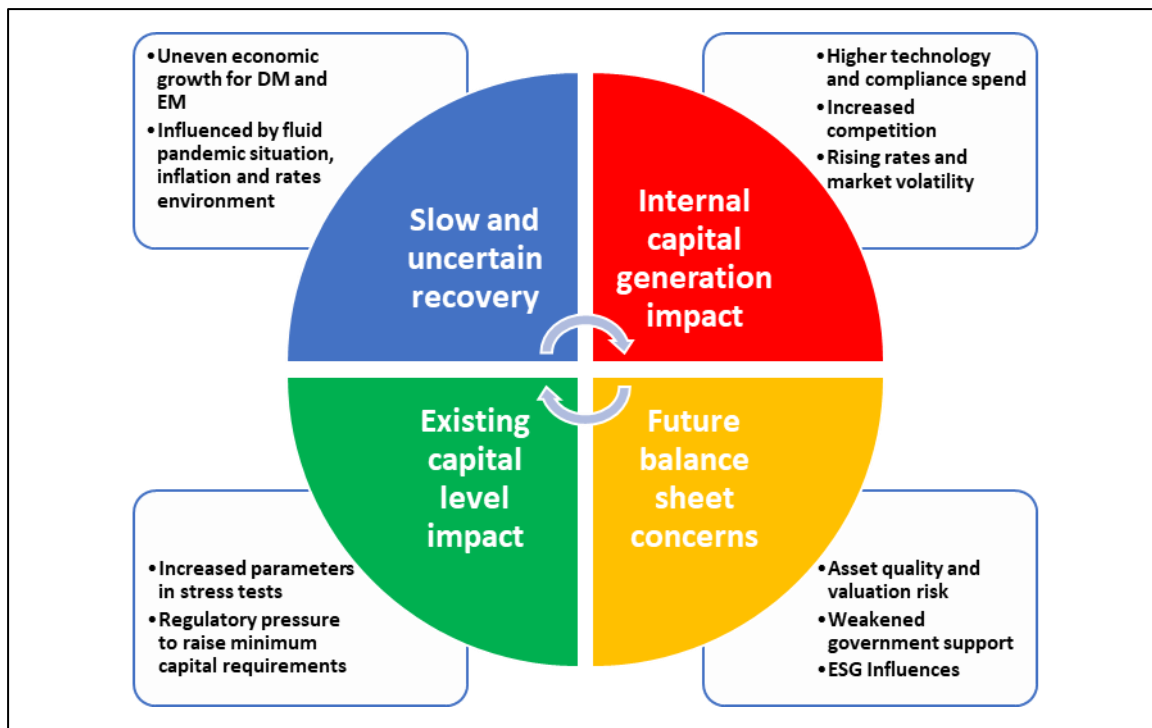 •Uneven economic
growth for DM and
EM
•Influenced by fluid
pandemic situation,
inflation and rates
environment
•Higher technology
and compliance spend
•Increased
competition
•Rising rates and
market volatility
Slow and
uncertain
recovery
Internal
capital
generation
impact
Existing
capital
level
impact
Future
balance
sheet
concerns
•Increased parameters
in stress tests
•Regulatory pressure
to raise minimum
capital requirements
•Asset quality and
valuation risk
•Weakened
government support
•ESG Influences